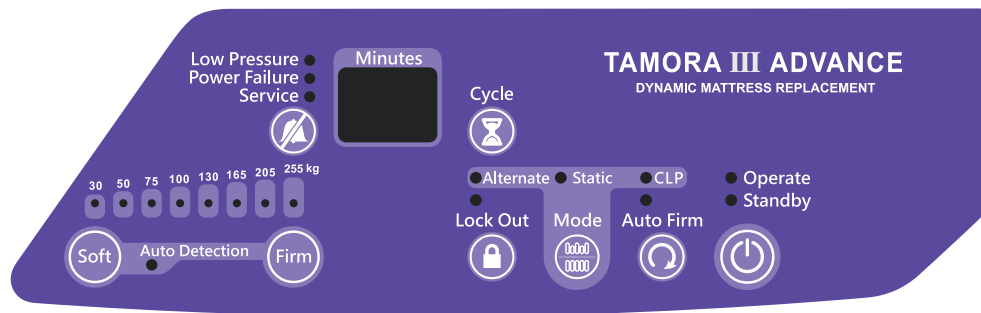 Low Pressure
Power Failure
Service
Minutes
TAMORA III ADVANCE
DYNAMIC MATTRESS REPLACEMENT
Cycle
30 50 75 100 130 165 205 255 kg
Alternate Static CLP
Operate
Standby
Lock Out Mode Auto Firm
Soft Auto Detection Firm